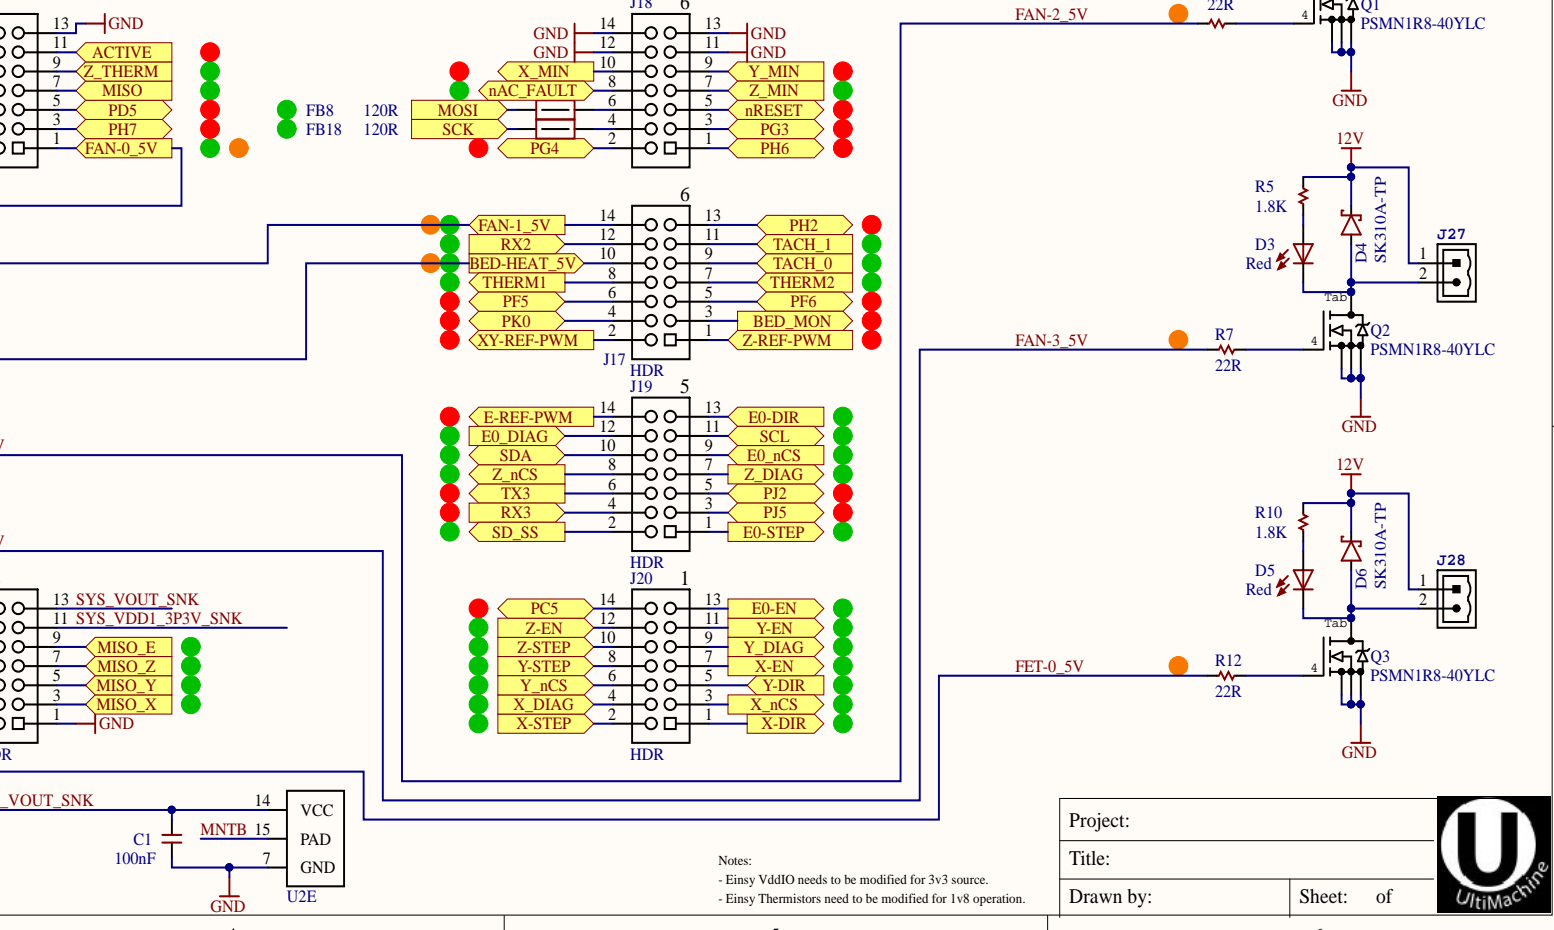 13
GND
11
ACTIVE
9
Z_THERM
7
MISO
5
PD5
3
PH7
1
FAN-0_5V
FB8 120R
FB18 120R
J18 6
GND 14 13 GND
GND 12 11 GND
X_MIN 10 9 Y_MIN
nAC_FAULT 8 7 Z_MIN
MOSI 6 5 nRESET
SCK 4 3 PG3
PG4 2 1 PH6
6
FAN-1_5V 14 13 PH2
RX2 12 11 TACH_1
BED-HEAT_5V 10 9 TACH_0
THERM1 8 7 THERM2
PF5 6 5 PF6
PK0 4 3 BED_MON
XY-REF-PWM 2 1 Z-REF-PWM
J17
HDR
J19 5
E-REF-PWM 14 13 E0-DIR
E0_DIAG 12 11 SCL
SDA 10 9 E0_nCS
Z_nCS 8 7 Z_DIAG
TX3 6 5 PJ2
RX3 4 3 PJ5
SD_SS 2 1 E0-STEP
HDR
J20 1
PC5 14 13 E0-EN
Z-EN 12 11 Y-EN
Z-STEP 10 9 Y_DIAG
Y-STEP 8 7 X-EN
Y_nCS 6 5 Y-DIR
X_DIAG 4 3 X_nCS
X-STEP 2 1 X-DIR
HDR
13 SYS_VOUT_SNK
11 SYS_VDD1_3P3V_SNK
9 MISO_E
7 MISO_Z
5 MISO_Y
3 MISO_X
1 GND
_VOUT_SNK 14 VCC
C1
100nF
MNTB 15 PAD
7 GND
GND
U2E
FAN-2_5V 22R 4 Q1
PSMN1R8-40YLC
GND
12V
R5
1.8K
D3
Red
D4
SK310A-TP
J27
1
2
Tab
FAN-3_5V R7
22R
4
Q2
PSMN1R8-40YLC
GND
12V
R10
1.8K
D5
Red
D6
SK310A-TP
J28
1
2
Tab
FET-0_5V R12
22R
4
Q3
PSMN1R8-40YLC
GND
Notes:
- Einsy VddIO needs to be modified for 3v3 source.
- Einsy Thermistors need to be modified for 1v8 operation.
Project:
Title:
Drawn by: Sheet: of
U
UltiMachine